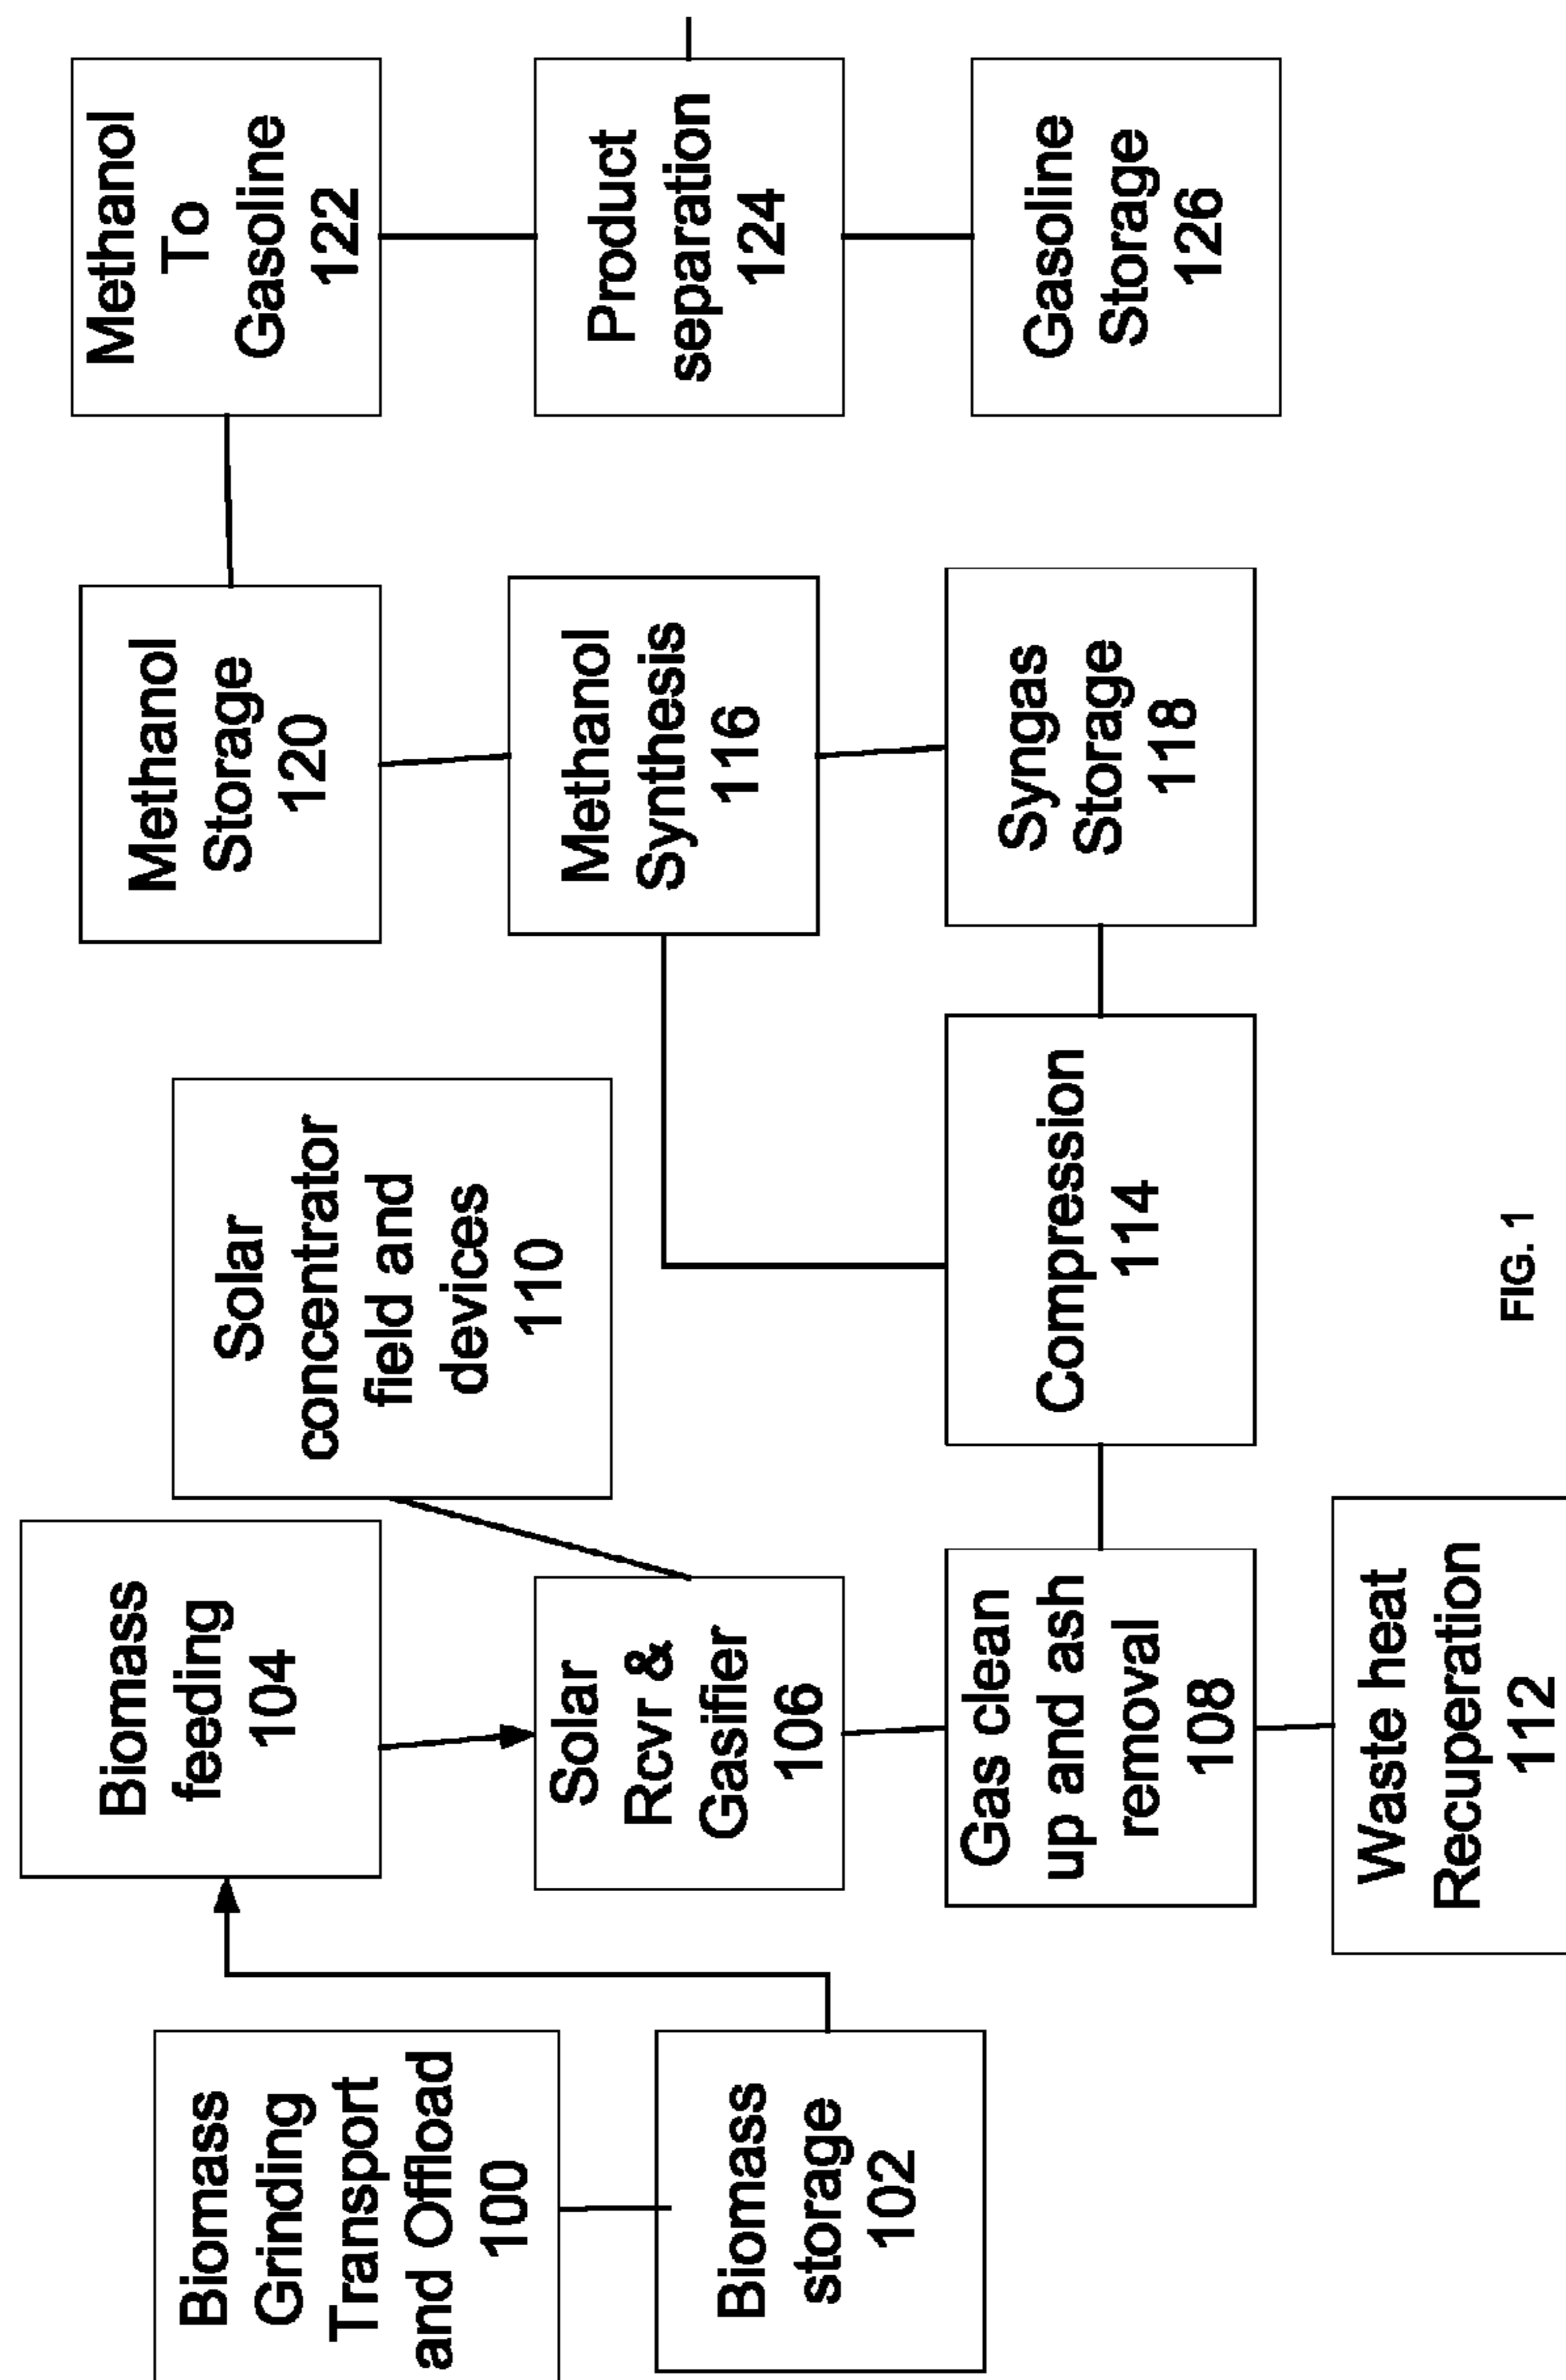 Biomass
Grinding
Transport
and Offload
100
Biomass
storage
102
Biomass
feeding
104
Solar
Rcvr &
Gasifier
106
Gas clean
up and ash
removal
108
Waste heat
Recuperation
112
Solar
concentrator
field and
devices
110
Compression
114
Methanol
Storage
120
Methanol
Synthesis
116
Syngas
Storage
118
Methanol
To
Gasoline
122
Product
separation
124
Gasoline
Storage
126
FIG. 1